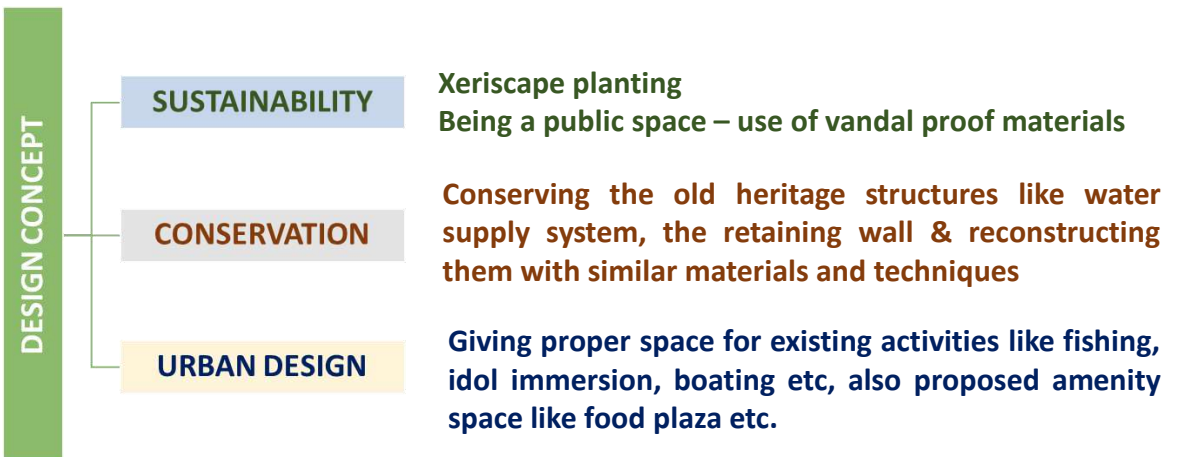 DESIGN CONCEPT
SUSTAINABILITY
Xeriscape planting
Being a public space – use of vandal proof materials
CONSERVATION
Conserving the old heritage structures like water
supply system, the retaining wall & reconstructing
them with similar materials and techniques
URBAN DESIGN
Giving proper space for existing activities like fishing,
idol immersion, boating etc, also proposed amenity
space like food plaza etc.